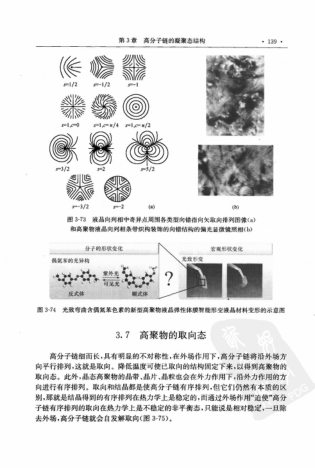 第3章 高分子链的凝聚态结构 · 139 ·
s=1/2 s=-1/2 s=-1
s=1,c=0 s=1,c=π/4 s=1,c=π/2
s=3/2 s=2 s=5/2
s=-3/2 s=-2 (a) (b)
图 3-73 液晶向列相中奇异点周围各类型向错指向矢取向排列图像(a)
和高聚物液晶向列相条带织构装饰的向错结构的偏光显微镜照相(b)
分子的形状变化 宏观形状变化
偶氮苯的光异构 光致形变
紫外光
可见光
?
反式体 顺式体
图 3-74 光致弯曲含偶氮苯色素的新型高聚物液晶弹性体膜智能形变液晶材料变形的示意图
3.7 高聚物的取向态
高分子链细而长,具有明显的不对称性,在外场作用下,高分子链将沿外场方
向平行排列,这就是取向。降低温度可使已取向的结构固定下来,以得到高聚物的
取向态。此外,晶态高聚物的晶带、晶片、晶粒也会在外力作用下,沿外力作用的方
向进行有序排列。取向和结晶都是使高分子链有序排列,但它们仍然有本质的区
别,那就是结晶得到的有序排列在热力学上是稳定的,而通过外场作用“迫使”高分
子链有序排列的取向在热力学上是不稳定的非平衡态,只能说是相对稳定,一旦除
去外场,高分子链就会自发解取向(图 3-75)。